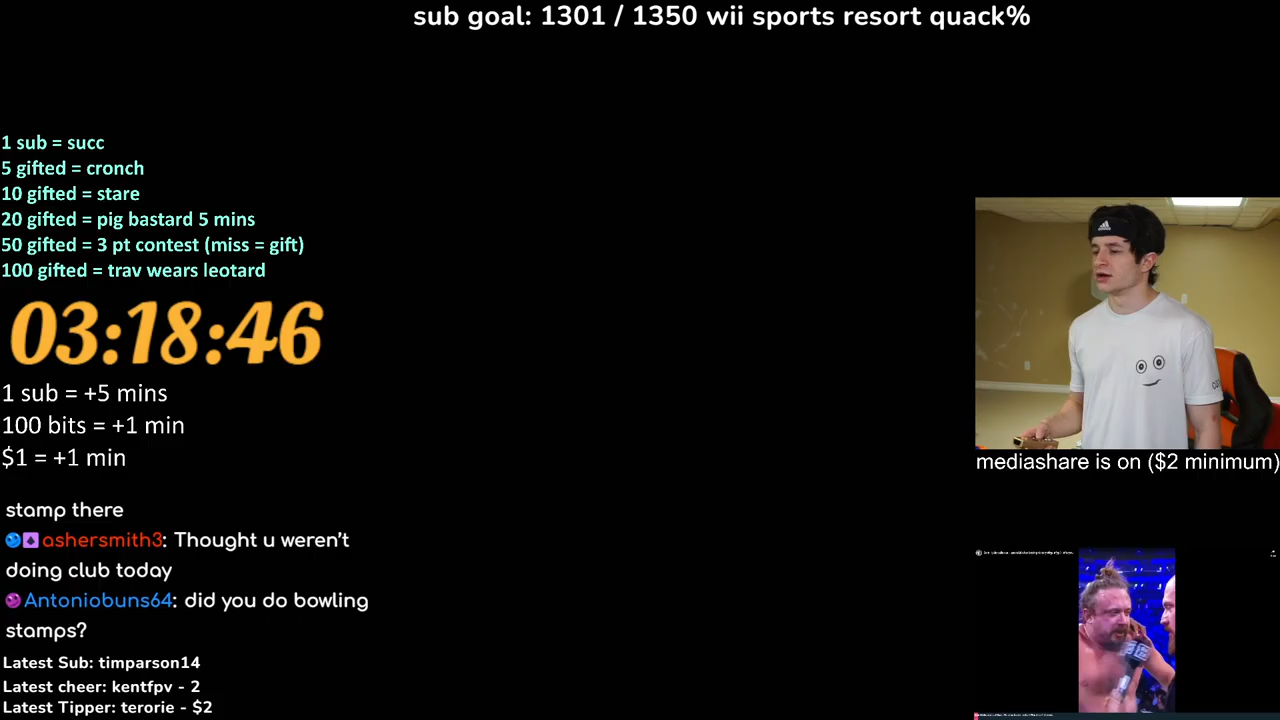 sub goal: 1301 / 1350 wii sports resort quack%
1 sub = succ
5 gifted = cronch
10 gifted = stare
20 gifted = pig bastard 5 mins
50 gifted = 3 pt contest (miss = gift)
100 gifted = trav wears leotard
03:18:46
1 sub = +5 mins
100 bits = +1 min
$1 = +1 min
mediashare is on ($2 minimum)
stamp there
ashersmith3: Thought u weren't
doing club today
Antoniobuns64: did you do bowling
stamps?
Latest Sub: timparson14
Latest cheer: kentfpv - 2
Latest Tipper: terorie - $2